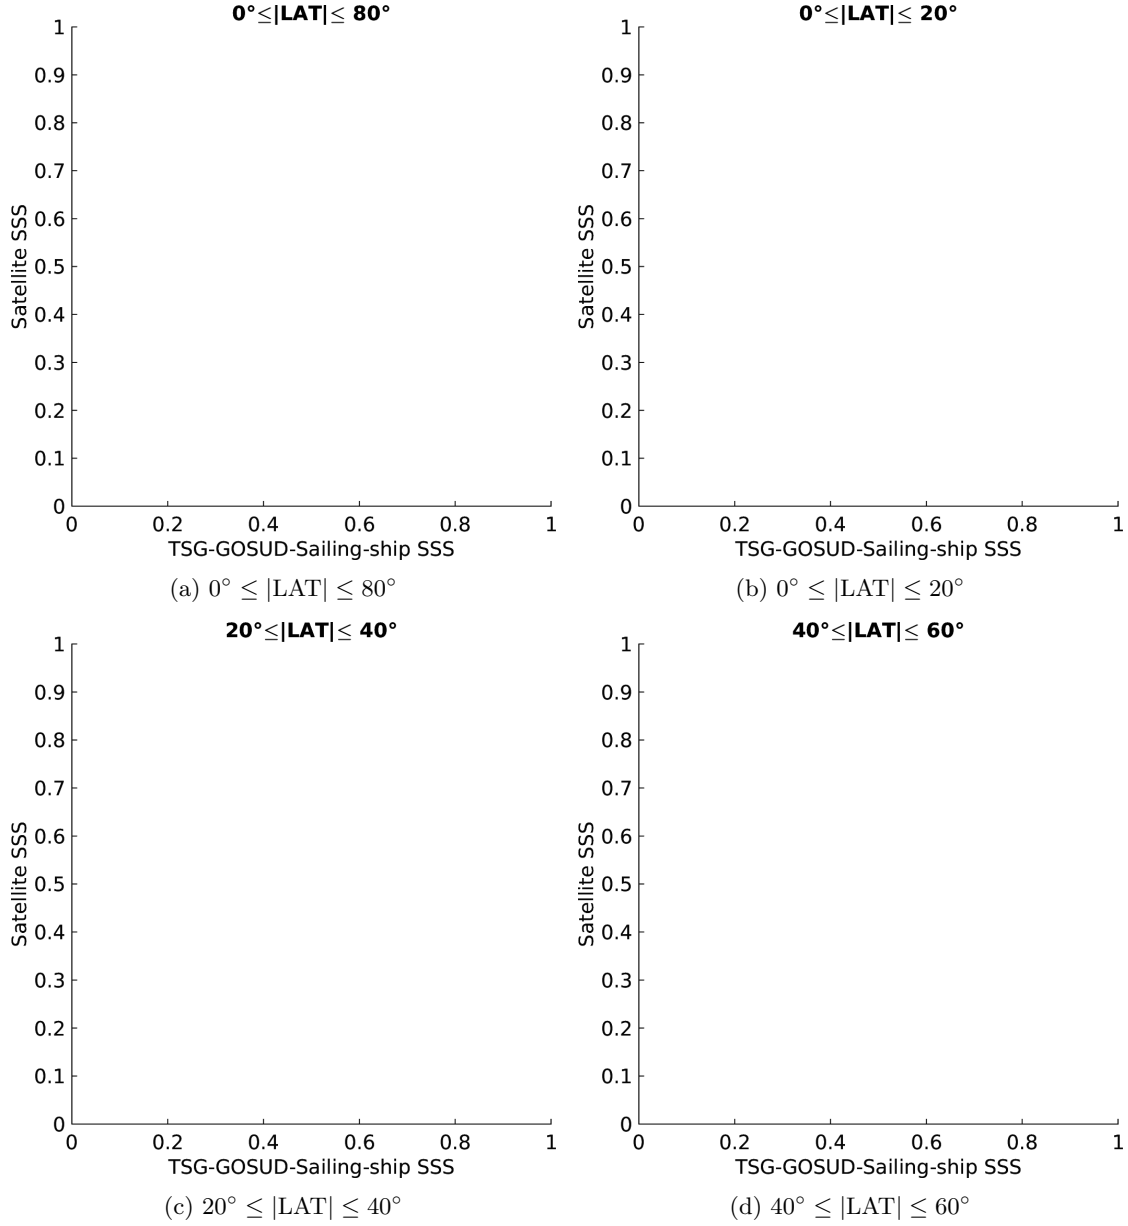 0°≤|LAT|≤ 80°
1
0.9
0.8
0.7
0.6
0.5
0.4
0.3
0.2
0.1
0
Satellite SSS
0 0.2 0.4 0.6 0.8 1
TSG-GOSUD-Sailing-ship SSS
(a) 0° ≤ |LAT| ≤ 80°
0°≤|LAT|≤ 20°
1
0.9
0.8
0.7
0.6
0.5
0.4
0.3
0.2
0.1
0
Satellite SSS
0 0.2 0.4 0.6 0.8 1
TSG-GOSUD-Sailing-ship SSS
(b) 0° ≤ |LAT| ≤ 20°
20°≤|LAT|≤ 40°
1
0.9
0.8
0.7
0.6
0.5
0.4
0.3
0.2
0.1
0
Satellite SSS
0 0.2 0.4 0.6 0.8 1
TSG-GOSUD-Sailing-ship SSS
(c) 20° ≤ |LAT| ≤ 40°
40°≤|LAT|≤ 60°
1
0.9
0.8
0.7
0.6
0.5
0.4
0.3
0.2
0.1
0
Satellite SSS
0 0.2 0.4 0.6 0.8 1
TSG-GOSUD-Sailing-ship SSS
(d) 40° ≤ |LAT| ≤ 60°